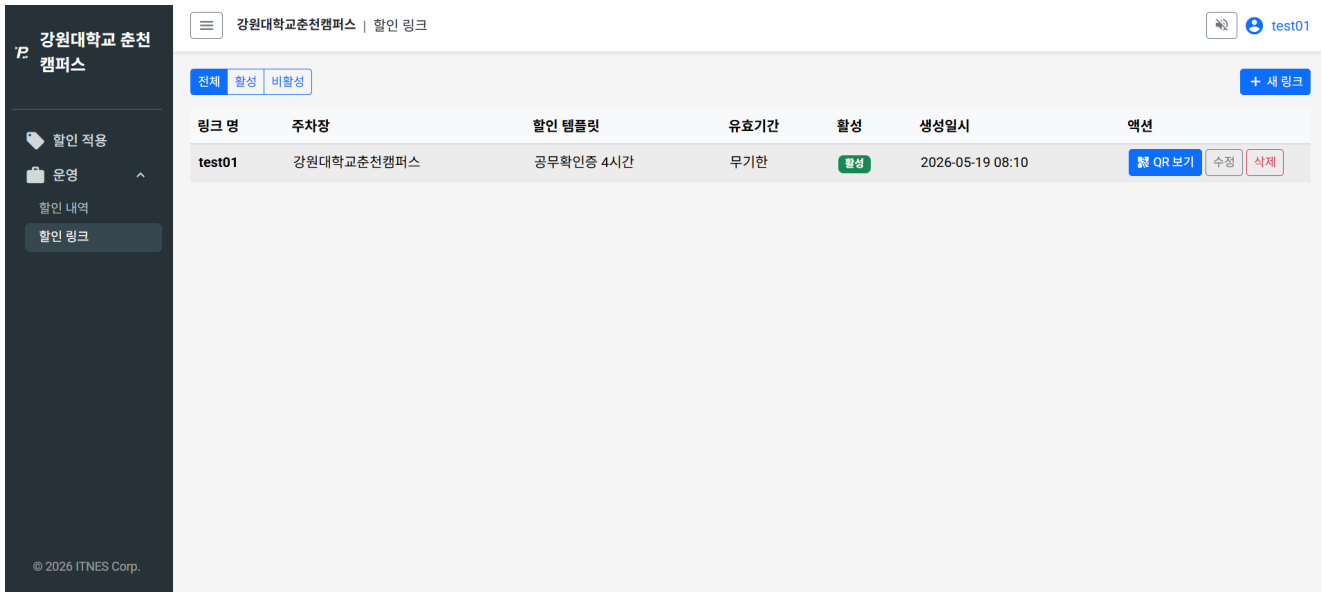 강원대학교 춘천
캠퍼스
할인 적용
운영
할인 내역
할인 링크
© 2026 ITNES Corp.
강원대학교춘천캠퍼스 | 할인 링크
test01
전체 활성 비활성
+ 새 링크
링크 명 주차장 할인 템플릿 유효기간 활성 생성일시 액션
test01 강원대학교춘천캠퍼스 공무확인증 4시간 무기한 활성 2026-05-19 08:10 QR 보기 수정 삭제